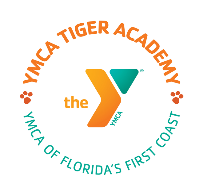 YMCA TIGER ACADEMY
the
YMCA
YMCA OF FLORIDA'S FIRST COAST